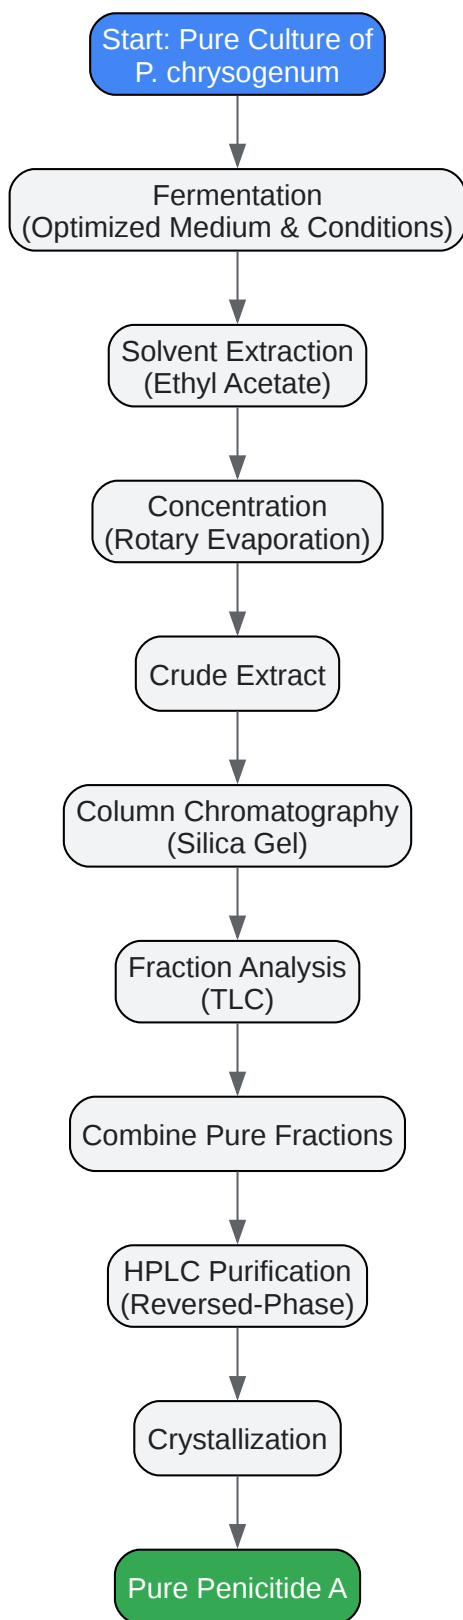 Start: Pure Culture of
P. chrysogenum
Fermentation
(Optimized Medium & Conditions)
Solvent Extraction
(Ethyl Acetate)
Concentration
(Rotary Evaporation)
Crude Extract
Column Chromatography
(Silica Gel)
Fraction Analysis
(TLC)
Combine Pure Fractions
HPLC Purification
(Reversed-Phase)
Crystallization
Pure Penicitide A